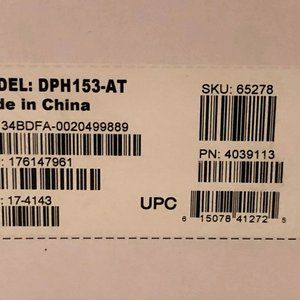 DEL: DPH153-AT
de in China
34BDFA-0020499889
: 176147961
: 17-4143
SKU: 65278
PN: 4039113
UPC
6 15078 41272 5